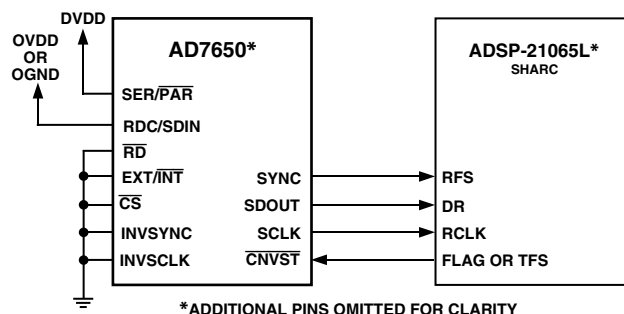 DVDD
OVDD
OR
OGND
AD7650*
SER/PAR
RDC/SDIN
RD
EXT/INT
CS
INVSYNC
INVSCLK
SYNC
SDOUT
SCLK
CNVST
ADSP-21065L*
SHARC
RFS
DR
RCLK
FLAG OR TFS
*ADDITIONAL PINS OMITTED FOR CLARITY